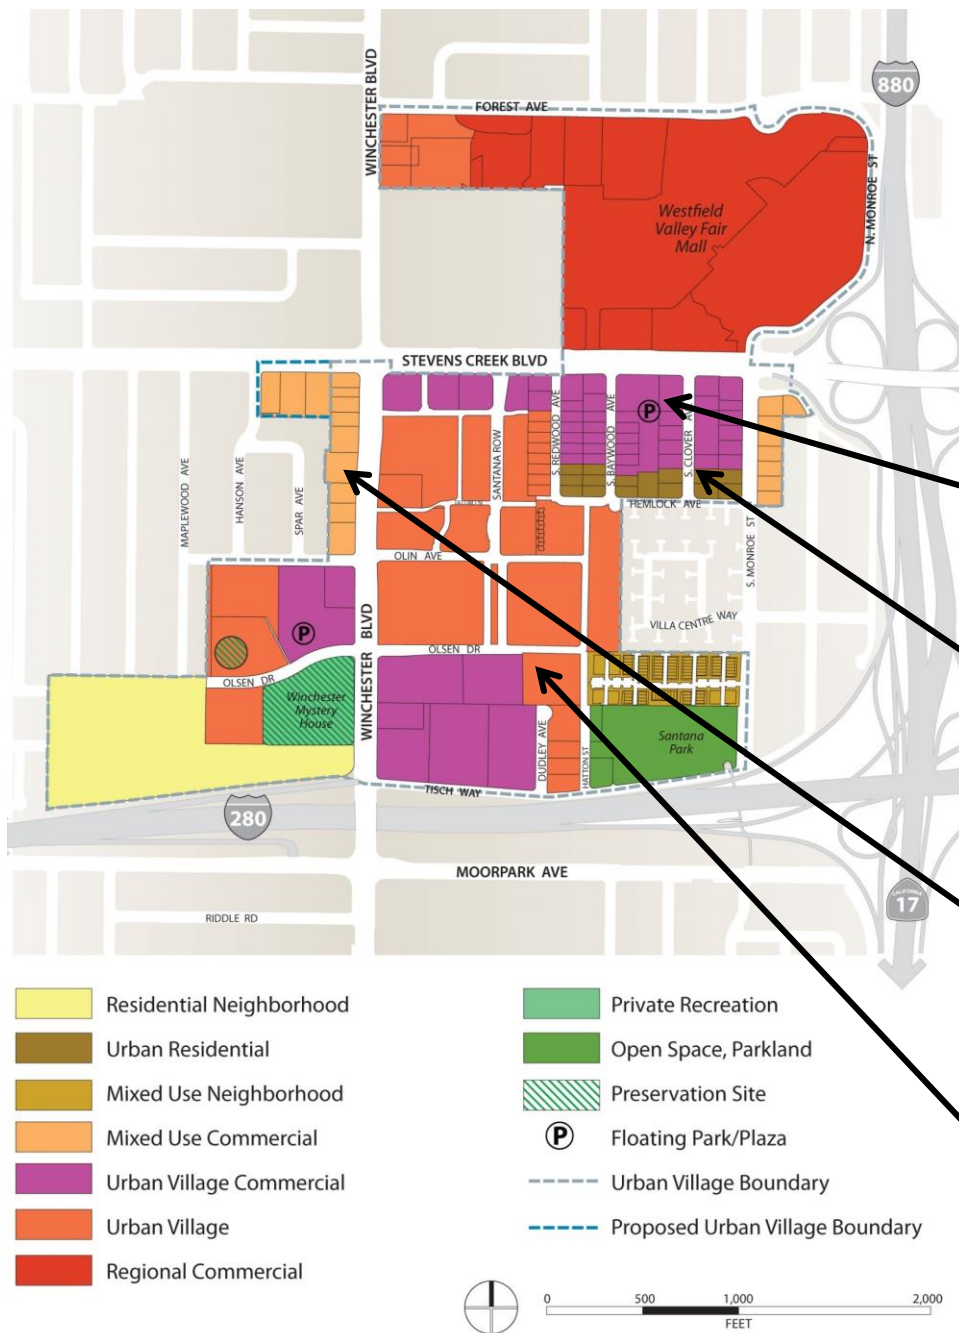 880
WINCHESTER BLVD
FOREST AVE
N. MONROE ST
Westfield
Valley Fair
Mall
STEVENS CREEK BLVD
S. REDWOOD AVE
S. BAYWOOD AVE
P
S. CLOVER AVE
SANTANA ROW
MAPLEWOOD AVE
HANSON AVE
SPAR AVE
HEMLOCK AVE
S. MONROE ST
OLIN AVE
VILLA CENTRE WAY
P
WINCHESTER BLVD
OLSEN DR
OLSEN DR
Winchester
Mystery
House
DUDLEY AVE
HATTON ST
Santana
Park
TISCH WAY
280
MOORPARK AVE
CALIFORNIA
17
RIDDLE RD
Residential Neighborhood
Urban Residential
Mixed Use Neighborhood
Mixed Use Commercial
Urban Village Commercial
Urban Village
Regional Commercial
Private Recreation
Open Space, Parkland
Preservation Site
P Floating Park/Plaza
Urban Village Boundary
Proposed Urban Village Boundary
0 500 1,000 2,000
FEET